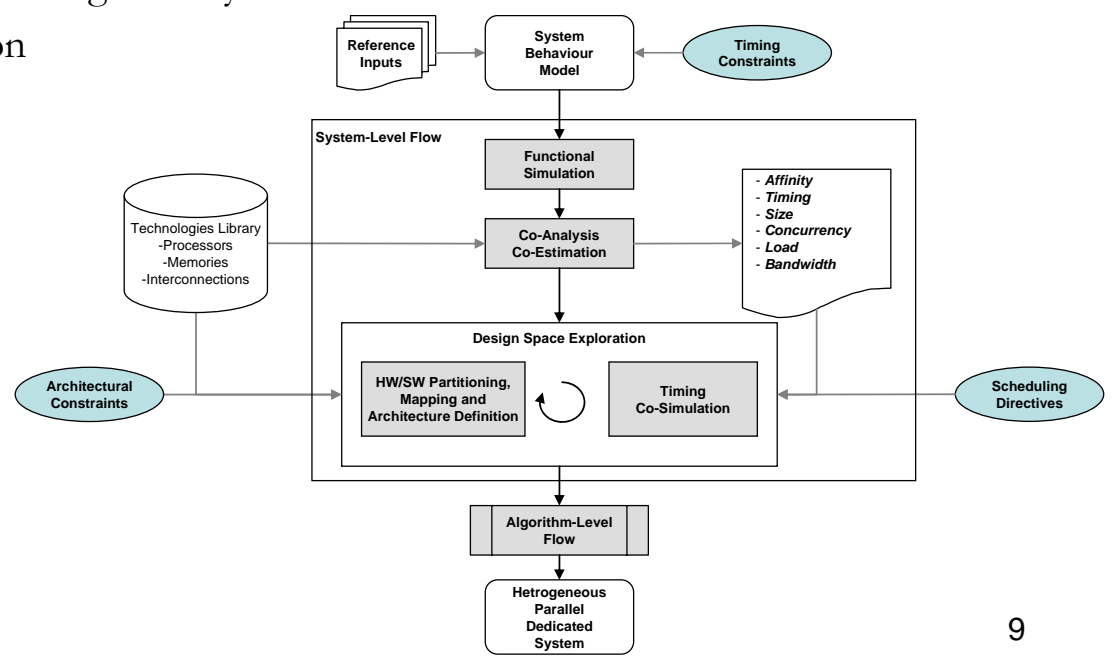 Reference
Inputs
System
Behaviour
Model
Timing
Constraints
System-Level Flow
Functional
Simulation
Technologies Library
-Processors
-Memories
-Interconnections
Co-Analysis
Co-Estimation
- Affinity
- Timing
- Size
- Concurrency
- Load
- Bandwidth
Design Space Exploration
Architectural
Constraints
HW/SW Partitioning,
Mapping and
Architecture Definition
Timing
Co-Simulation
Scheduling
Directives
Algorithm-Level
Flow
Hetrogeneous
Parallel
Dedicated
System
9